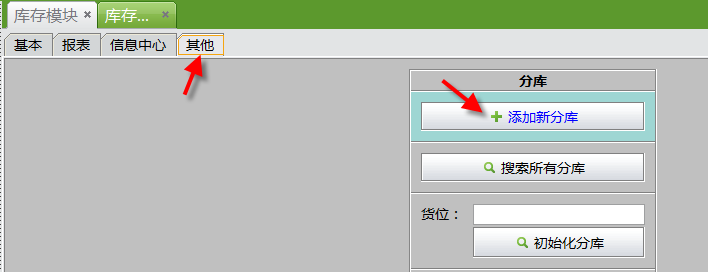 库存模块 库存...
基本 报表 信息中心 其他
分库
添加新分库
搜索所有分库
货位：
初始化分库